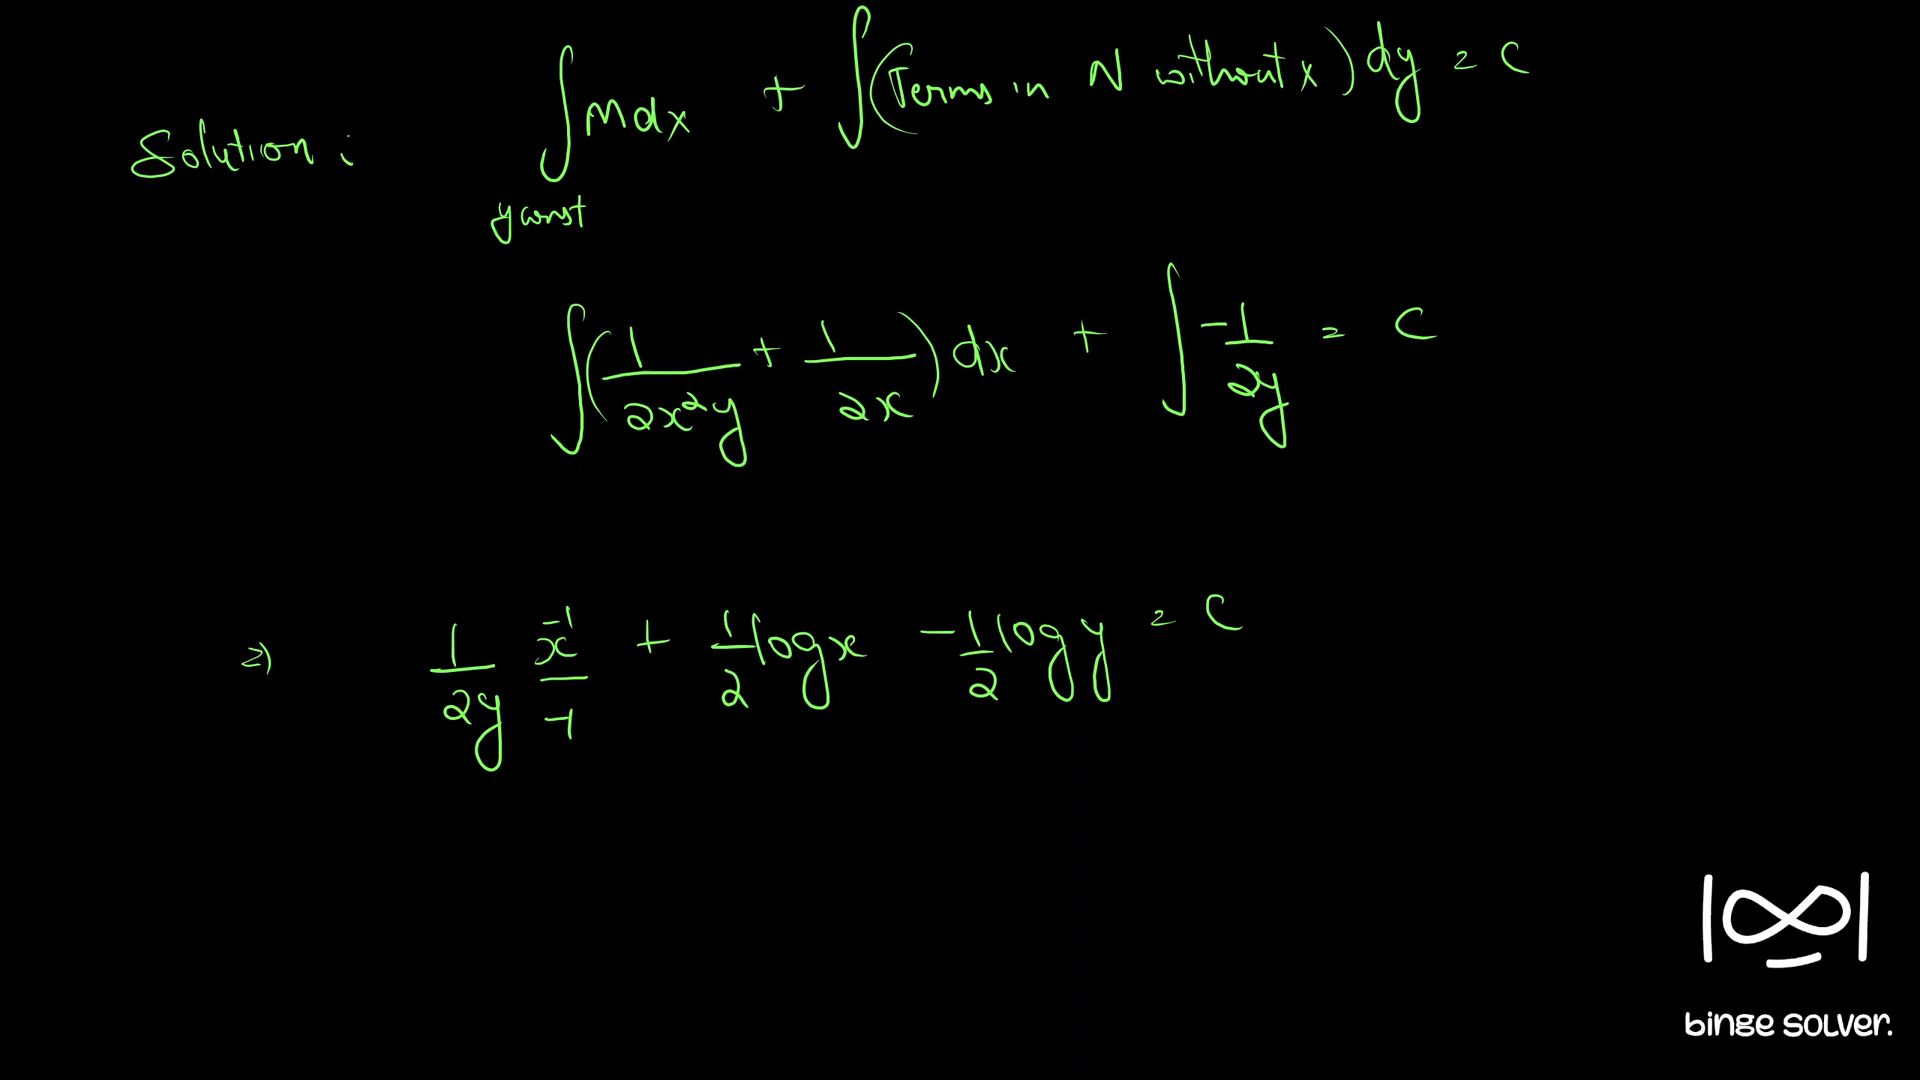 Solution : ∫ M dx + ∫ (Terms in N without x) dy = C
y const
∫ (1/2x²y + 1/2x) dx + ∫ -1/2y = C
⇒ 1/2y x⁻¹/-1 + 1/2 log x - 1/2 log y = C
binge SOLVER.